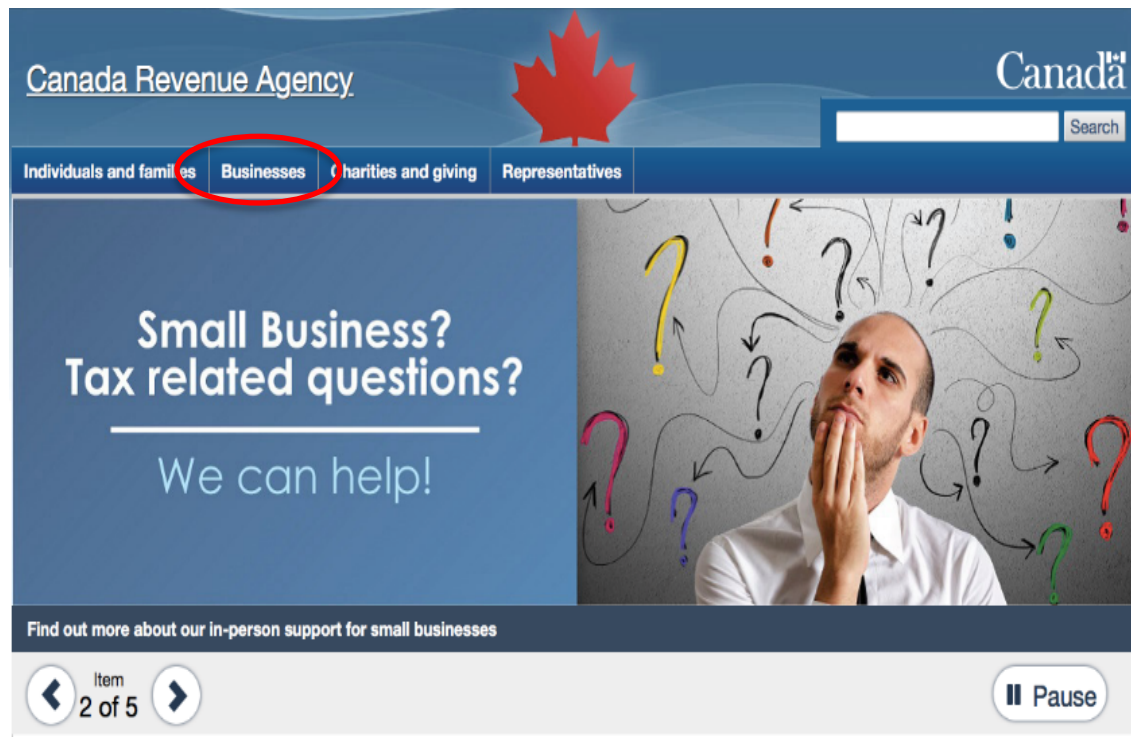 Canada Revenue Agency
Canada
Search
Individuals and families Businesses Charities and giving Representatives
Small Business?
Tax related questions?
We can help!
Find out more about our in-person support for small businesses
Item
2 of 5
Pause